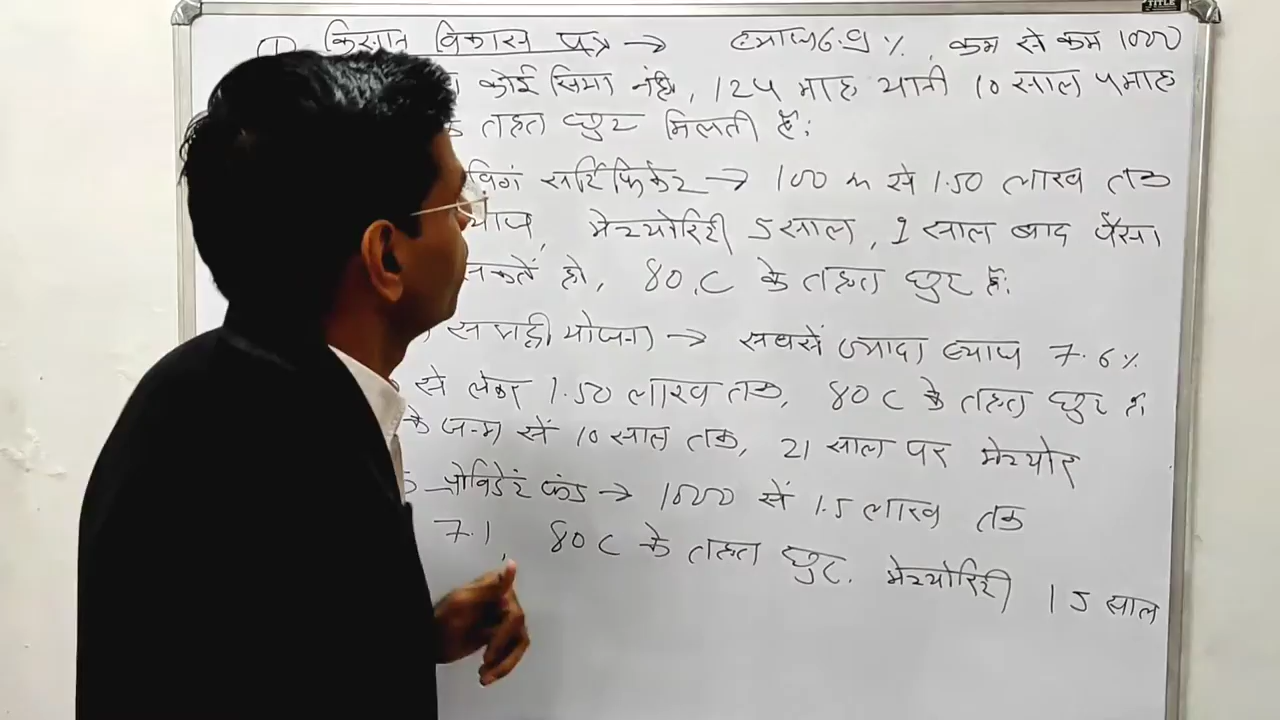 ① किसान विकास पत्र → ब्याज 6.9 %, कम से कम 1000
कोई सिमा नही, 124 माह यानी 10 साल 4 माह
के तहत छुट मिलती हैं:
सर्टिफिकेट → 100 रू से 1.50 लाख तक
ब्याज, मेच्योरिटी 5 साल, 1 साल बाद पैसा
सकतें हो, 80,C के तहत छुट हैं:
समृद्दी योजना → सबसें ज्यादा ब्याज 7.6%
से लेकर 1.50 लाख तक, 80 C के तहत छुट है
के जन्म सें 10 साल तक, 21 साल पर मेच्योर
प्रोविडेंट फंड → 1000 सें 1.5 लाख तक
7.1, 80 C के तहत छुट. मेच्योरिटी 15 साल